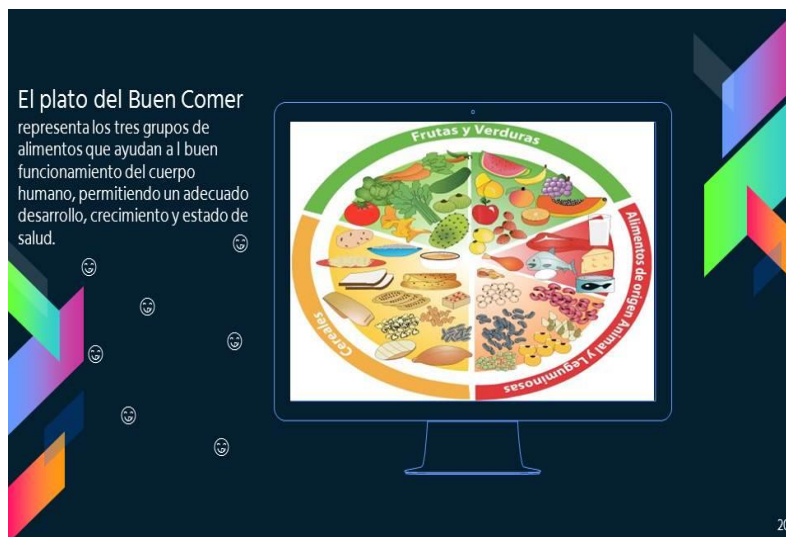 El plato del Buen Comer
representa los tres grupos de
alimentos que ayudan a l buen
funcionamiento del cuerpo
humano, permitiendo un adecuado
desarrollo, crecimiento y estado de
salud.
Frutas y Verduras
Alimentos de origen Animal y Leguminosas
Cereales
20